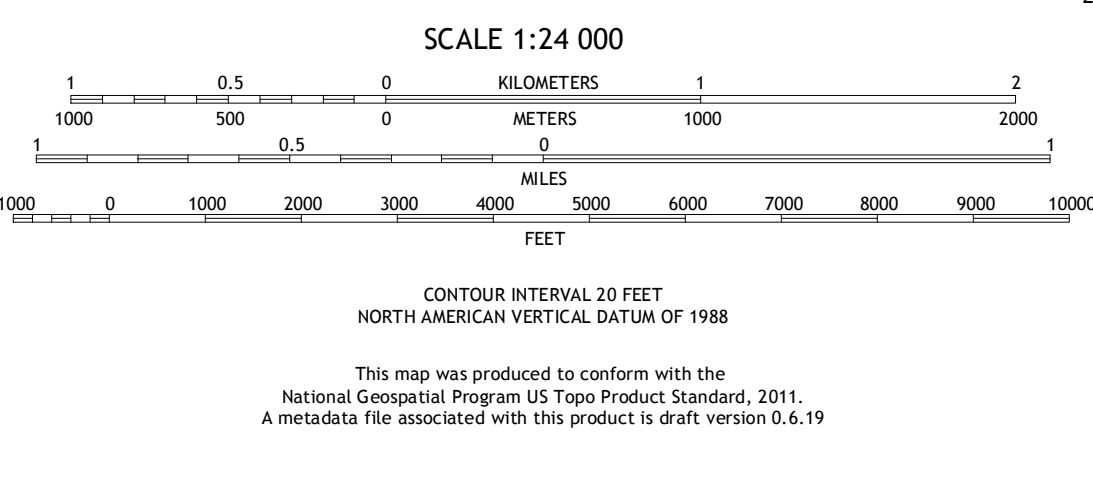 SCALE 1:24 000
1 0.5 0 KILOMETERS 1 2
1000 500 0 METERS 1000 2000
1 0.5 0 1
MILES
1000 0 1000 2000 3000 4000 5000 6000 7000 8000 9000 10000
FEET
CONTOUR INTERVAL 20 FEET
NORTH AMERICAN VERTICAL DATUM OF 1988
This map was produced to conform with the
National Geospatial Program US Topo Product Standard, 2011.
A metadata file associated with this product is draft version 0.6.19